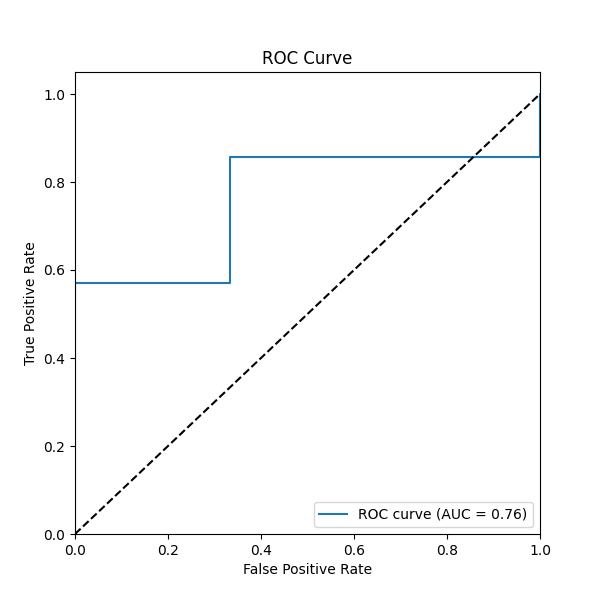 ROC Curve
True Positive Rate
1.0
0.8
0.6
0.4
0.2
0.0
0.0 0.2 0.4 0.6 0.8 1.0
False Positive Rate
ROC curve (AUC = 0.76)